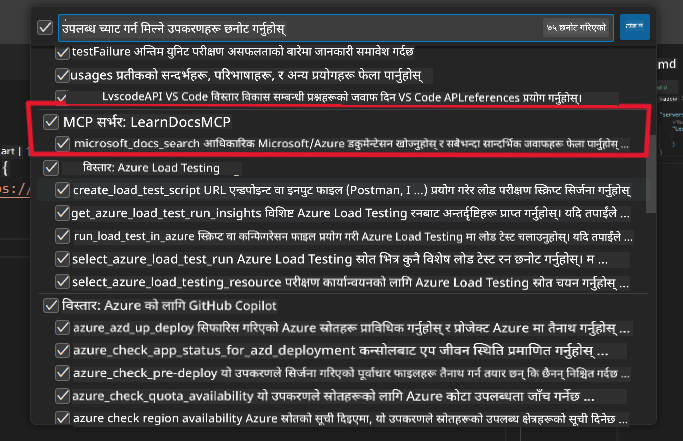 उपलब्ध च्याट गर्न मिल्ने उपकरणहरू छनोट गर्नुहोस्
७५ छनोट गरिएको
testFailure अन्तिम युनिट परीक्षण असफलताको बारेमा जानकारी समावेश गर्दछ
usages प्रतीकको सन्दर्भहरू, परिभाषाहरू, र अन्य प्रयोगहरू फेला पार्नुहोस्
LvscodeAPI VS Code विस्तार विकास सम्बन्धी प्रश्नहरूको जवाफ दिन VS Code APLreferences प्रयोग गर्नुहोस्।
MCP सर्भर: LearnDocsMCP
microsoft_docs_search आधिकारिक Microsoft/Azure डकुमेन्टेसन खोज्नुहोस् र सबैभन्दा सान्दर्भिक जवाफहरू फेला पार्नुहोस् ...
विस्तार: Azure Load Testing
create_load_test_script URL एन्डपोइन्ट वा इनपुट फाइल (Postman, I ...) प्रयोग गरेर लोड परीक्षण स्क्रिप्ट सिर्जना गर्नुहोस्
get_azure_load_test_run_insights विशिष्ट Azure Load Testing रनबाट अन्तर्दृष्टिहरू प्राप्त गर्नुहोस्। यदि तपाईंले ...
run_load_test_in_azure स्क्रिप्ट वा कन्फिगरेसन फाइल प्रयोग गरी Azure Load Testing मा लोड टेस्ट चलाउनुहोस्। यदि तपाईंले ...
select_azure_load_test_run Azure Load Testing स्रोत भित्र कुनै विशेष लोड टेस्ट रन छनोट गर्नुहोस्। म ...
select_azure_load_testing_resource परीक्षण कार्यान्वयनको लागि Azure Load Testing स्रोत चयन गर्नुहोस्
विस्तार: Azure को लागि GitHub Copilot
azure_azd_up_deploy सिफारिस गरिएको Azure स्रोतहरू प्राविधिक गर्नुहोस् र प्रोजेक्ट Azure मा तैनाथ गर्नुहोस् ...
azure_check_app_status_for_azd_deployment कन्सोलबाट एप जीवन स्थिति प्रमाणित गर्नुहोस् ...
azure_check_pre-deploy यो उपकरणले सिर्जना गरिएको पूर्वाधार फाइलहरू तैनाथ गर्न तयार छन् कि छैनन् निश्चित गर्दछ ...
azure_check_quota_availability यो उपकरणले स्रोतहरूको लागि Azure कोटा उपलब्धता जाँच गर्नेछ ...
azure check region availability Azure स्रोतको सूची दिइएमा, यो उपकरणले स्रोतहरूको उपलब्ध क्षेत्रहरूको सूची दिनेछ ...